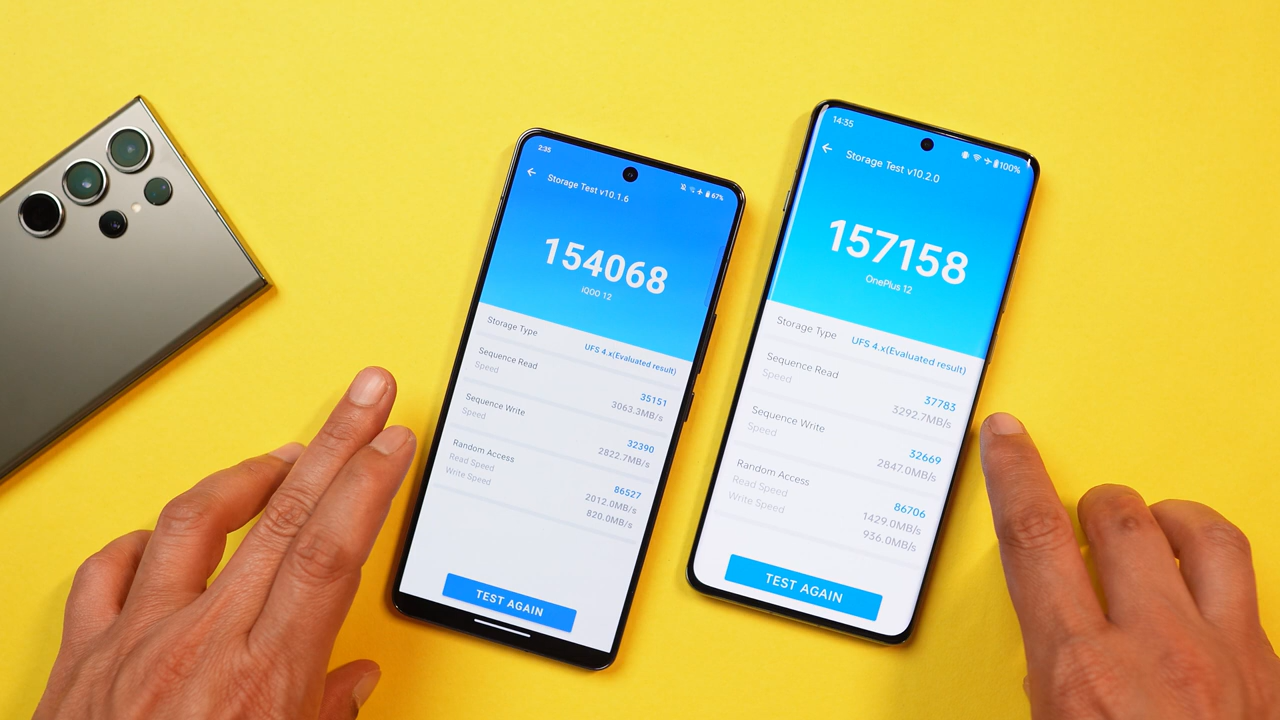 2:35
67%
Storage Test v10.1.6
154068
iQOO 12
Storage Type
UFS 4.x(Evaluated result)
Sequence Read
Speed
35151
3063.3MB/s
Sequence Write
Speed
32390
2822.7MB/s
Random Access
Read Speed
Write Speed
86527
2012.0MB/s
820.0MB/s
TEST AGAIN
14:35
100%
Storage Test v10.2.0
157158
OnePlus 12
Storage Type
UFS 4.x(Evaluated result)
Sequence Read
Speed
37783
3292.7MB/s
Sequence Write
Speed
32669
2847.0MB/s
Random Access
Read Speed
Write Speed
86706
1429.0MB/s
936.0MB/s
TEST AGAIN